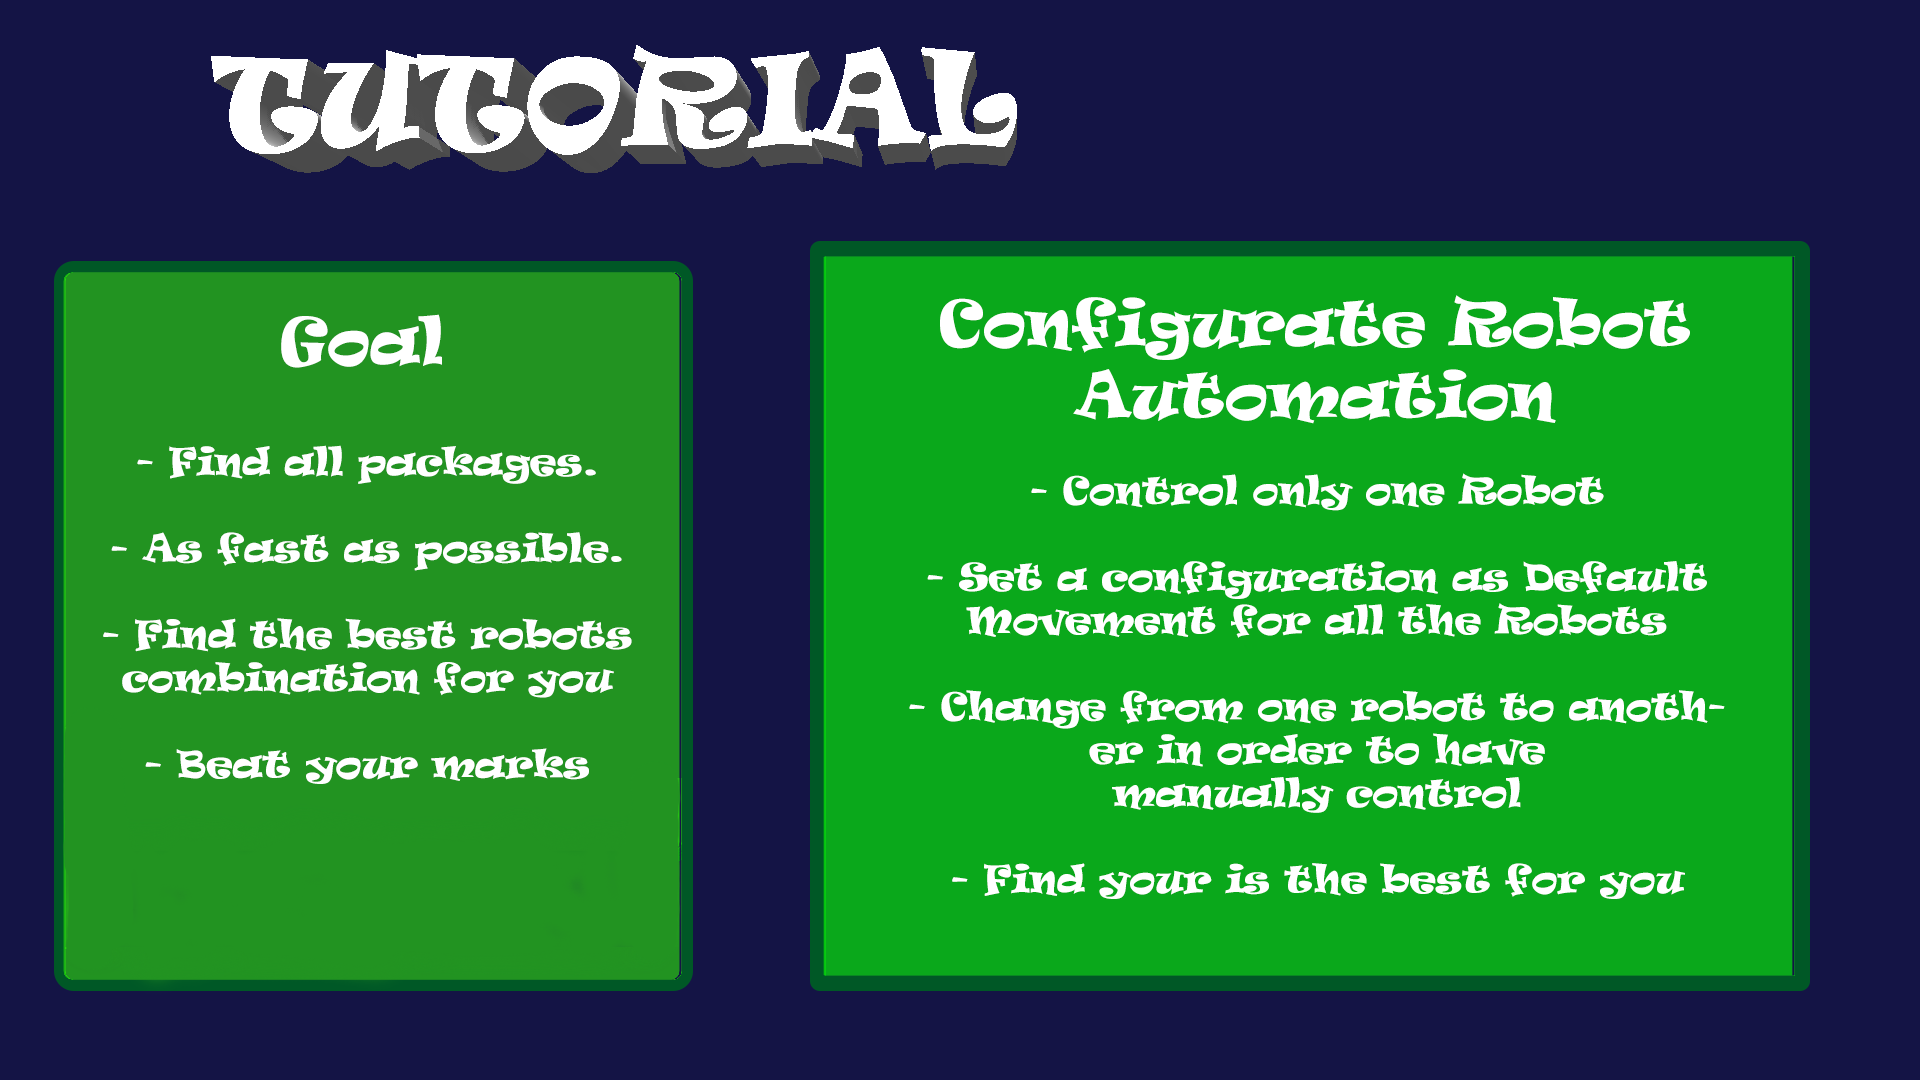 TUTORIAL
Goal
- Find all packages.
- As fast as possible.
- Find the best robots
combination for you
- Beat your marks
Configurate Robot
Automation
- Control only one Robot
- Set a configuration as Default
Movement for all the Robots
- Change from one robot to anoth-
er in order to have
manually control
- Find your is the best for you